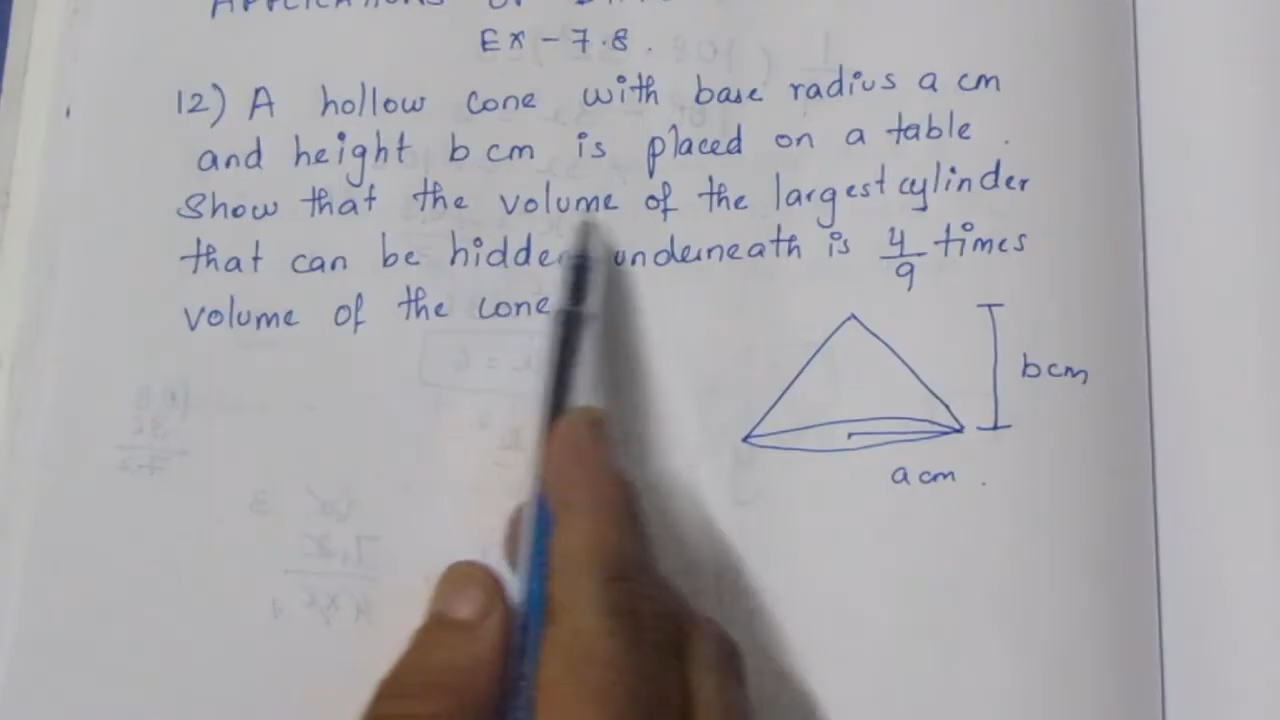 APPLICATIONS OF
Ex - 7.8.
12) A hollow cone with base radius a cm
and height b cm is placed on a table.
Show that the volume of the largest cylinder
that can be hidden underneath is 4/9 times
volume of the cone
b cm
a cm.